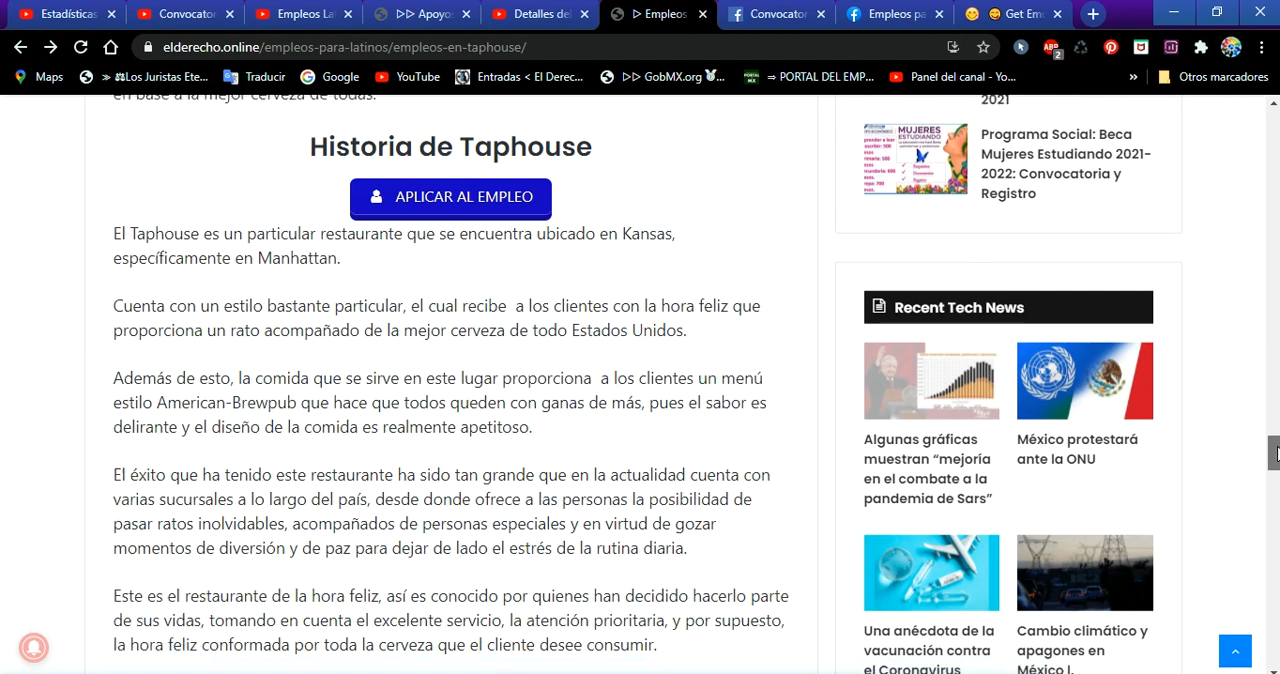 Estadísticas
Convocator
Empleos La
▷▷ Apoyo
Detalles de
▷ Empleos
Convocator
Empleos pa
Get Em
elderecho.online/empleos-para-latinos/empleos-en-taphouse/
2
Maps
» ⚖Los Juristas Ete...
Traducir
Google
YouTube
Entradas < El Derec...
▷▷ GobMX.org
⇒ PORTAL DEL EMP...
Panel del canal - Yo...
»
Otros marcadores
en base a la mejor cerveza de todas.
Historia de Taphouse
APLICAR AL EMPLEO
El Taphouse es un particular restaurante que se encuentra ubicado en Kansas,
específicamente en Manhattan.
Cuenta con un estilo bastante particular, el cual recibe a los clientes con la hora feliz que
proporciona un rato acompañado de la mejor cerveza de todo Estados Unidos.
Además de esto, la comida que se sirve en este lugar proporciona a los clientes un menú
estilo American-Brewpub que hace que todos queden con ganas de más, pues el sabor es
delirante y el diseño de la comida es realmente apetitoso.
El éxito que ha tenido este restaurante ha sido tan grande que en la actualidad cuenta con
varias sucursales a lo largo del país, desde donde ofrece a las personas la posibilidad de
pasar ratos inolvidables, acompañados de personas especiales y en virtud de gozar
momentos de diversión y de paz para dejar de lado el estrés de la rutina diaria.
Este es el restaurante de la hora feliz, así es conocido por quienes han decidido hacerlo parte
de sus vidas, tomando en cuenta el excelente servicio, la atención prioritaria, y por supuesto,
la hora feliz conformada por toda la cerveza que el cliente desee consumir.
2021
MUJERES
ESTUDIANDO
Programa Social: Beca
Mujeres Estudiando 2021-
2022: Convocatoria y
Registro
Recent Tech News
Algunas gráficas
muestran “mejoría
en el combate a la
pandemia de Sars”
México protestará
ante la ONU
Una anécdota de la
vacunación contra
el Coronavirus
Cambio climático y
apagones en
México I.